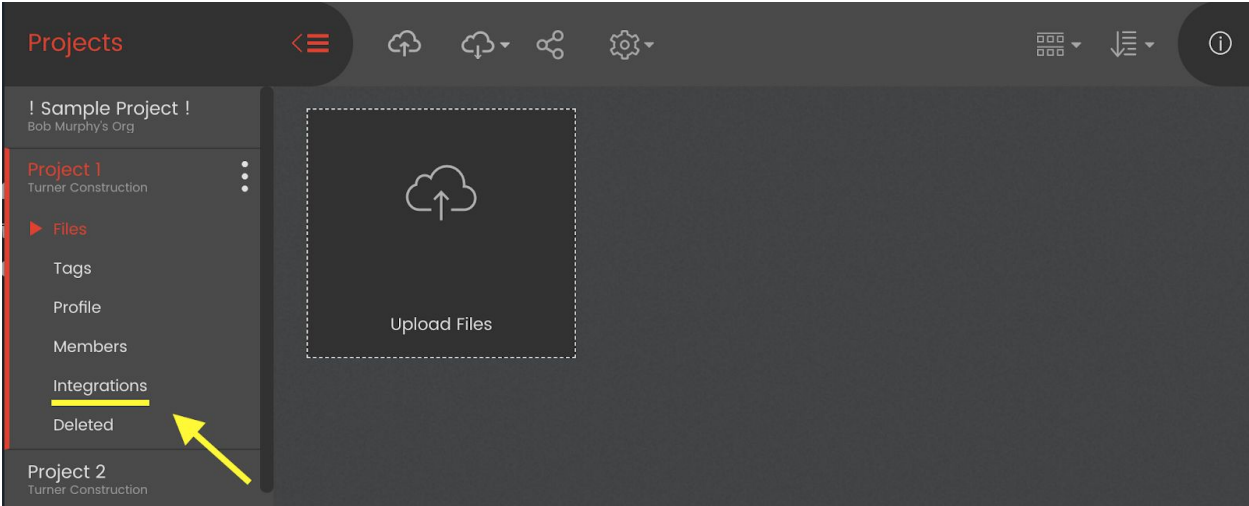 Projects
! Sample Project !
Bob Murphy's Org
Project 1
Turner Construction
Files
Tags
Profile
Members
Integrations
Deleted
Project 2
Turner Construction
Upload Files